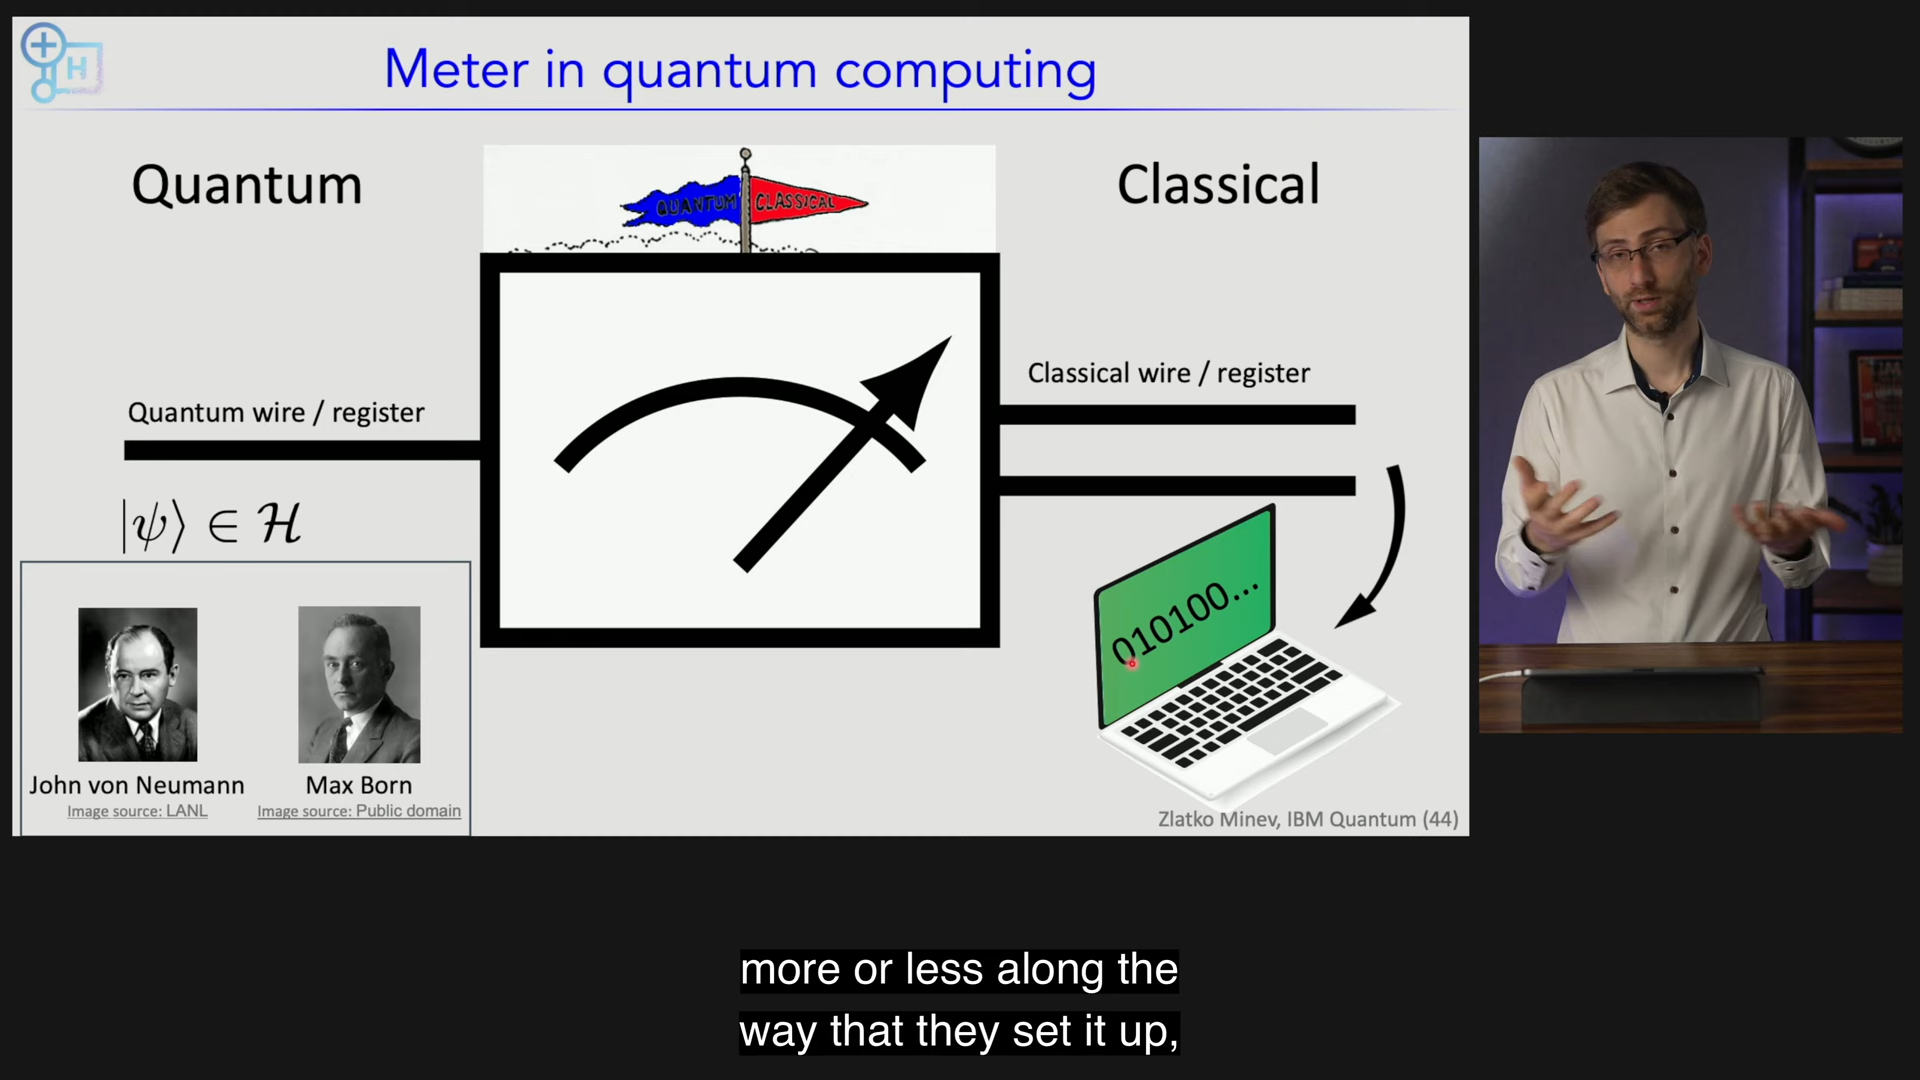 H
Meter in quantum computing
Quantum
QUANTUM CLASSICAL
Classical
Quantum wire / register
Classical wire / register
|ψ⟩ ∈ ℋ
010100...
John von Neumann
Image source: LANL
Max Born
Image source: Public domain
Zlatko Minev, IBM Quantum (44)
more or less along the
way that they set it up,